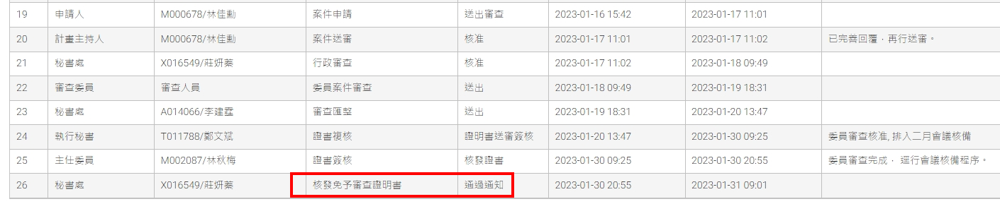 19 申請人 M000678/林佳勳 案件申請 送出審查 2023-01-16 15:42 2023-01-17 11:01
20 計畫主持人 M000678/林佳勳 案件送審 核准 2023-01-17 11:01 2023-01-17 11:02 已完善回覆，再行送審。
21 秘書處 X016549/莊妍蓁 行政審查 核准 2023-01-17 11:02 2023-01-18 09:49
22 審查委員 審查人員 委員案件審查 送出 2023-01-18 09:49 2023-01-19 18:31
23 秘書處 A014066/李建霆 審查匯整 送出 2023-01-19 18:31 2023-01-20 13:47
24 執行秘書 T011788/鄭文斌 證書複核 證明書送審簽核 2023-01-20 13:47 2023-01-30 09:25 委員審查核准, 排入二月會議核備
25 主任委員 M002087/林秋梅 證書簽核 核發證書 2023-01-30 09:25 2023-01-30 20:55 委員審查完成， 逕行會議核備程序。
26 秘書處 X016549/莊妍蓁 核發免予審查證明書 通過通知 2023-01-30 20:55 2023-01-31 09:01